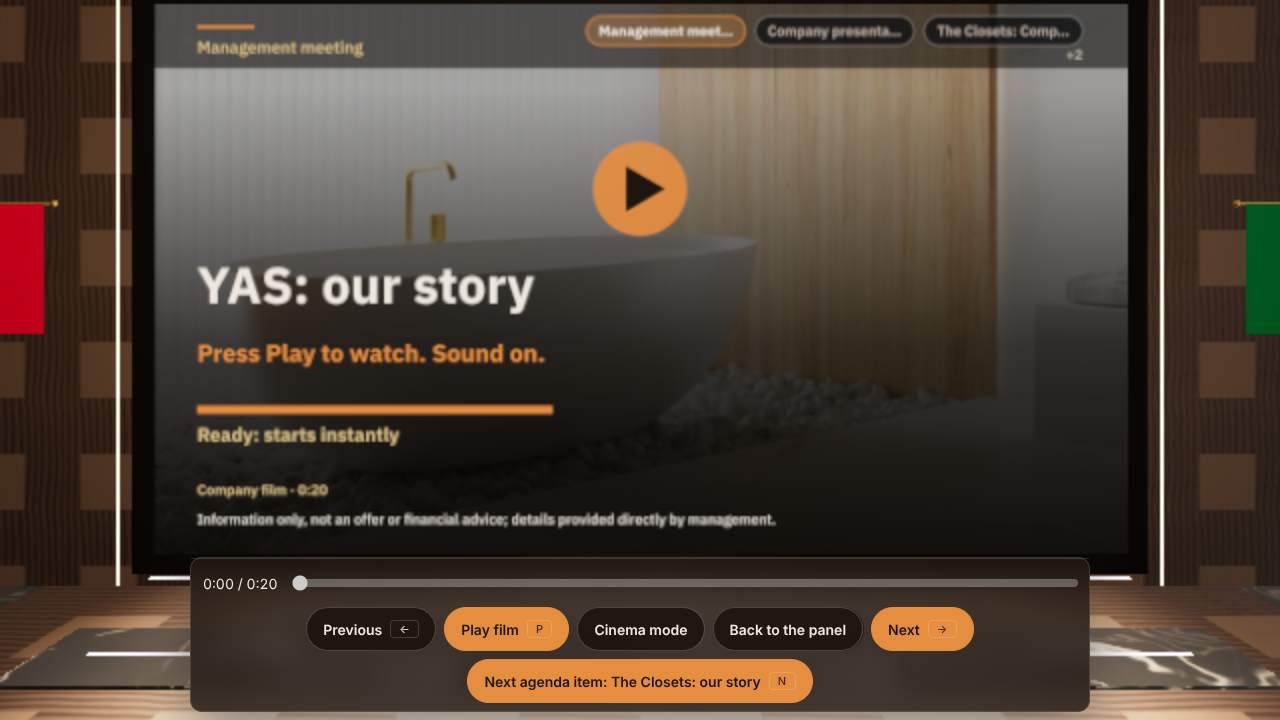 Management meeting
Management meet...
Company presenta...
The Closets: Comp...
+2
YAS: our story
Press Play to watch. Sound on.
Ready: starts instantly
Company film - 0:20
Information only, not an offer or financial advice; details provided directly by management.
0:00 / 0:20
Previous ←
Play film P
Cinema mode
Back to the panel
Next →
Next agenda item: The Closets: our story N